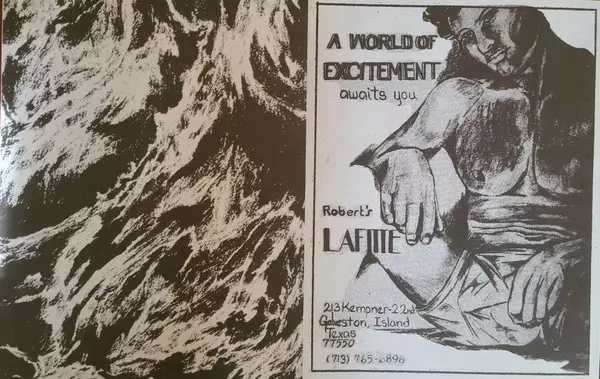 A WORLD OF
EXCITEMENT
awaits you
Robert's
LAFITTE
213 Kempner-22nd
Galveston, Island
Texas
77550
(713) 765-6896